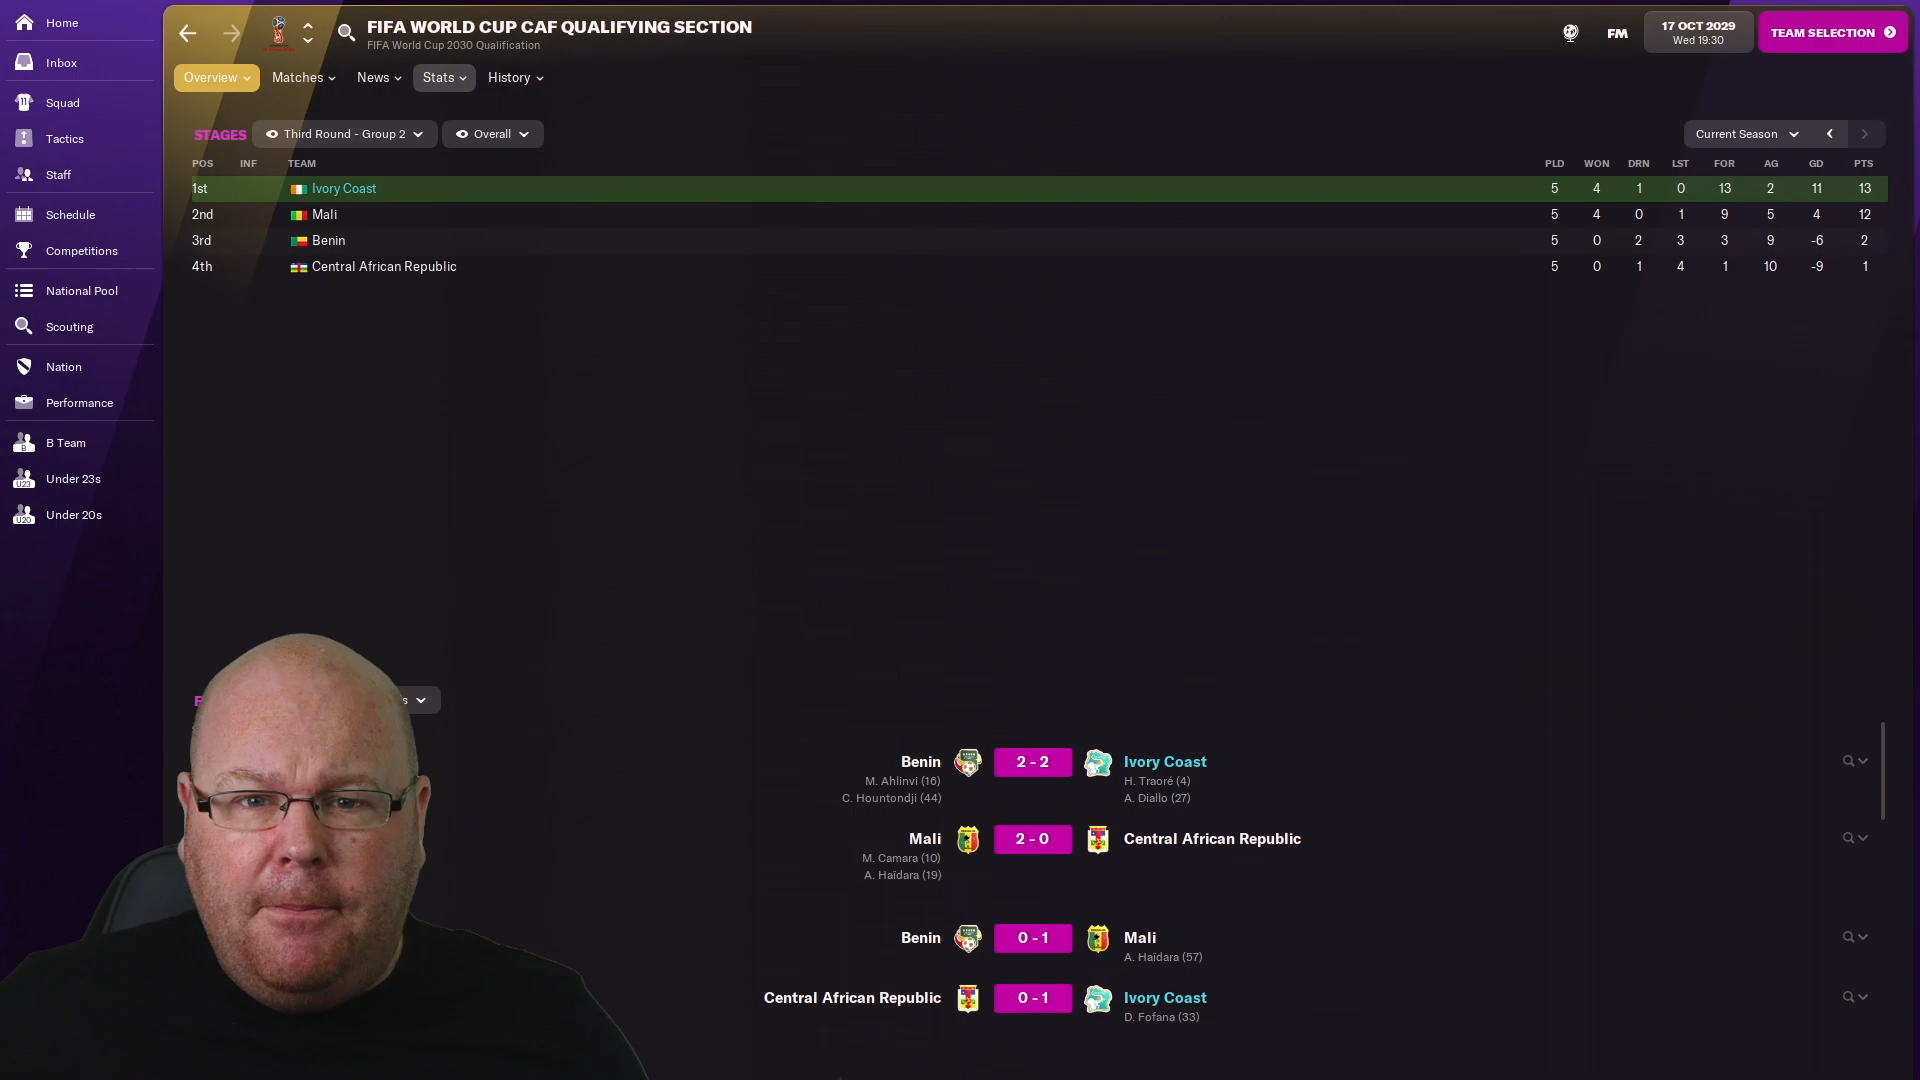 Home
Inbox
Squad
Tactics
Staff
Schedule
Competitions
National Pool
Scouting
Nation
Performance
B Team
Under 23s
Under 20s
FIFA WORLD CUP CAF QUALIFYING SECTION
FIFA World Cup 2030 Qualification
FM
17 OCT 2029
Wed 19:30
TEAM SELECTION
Overview Matches News Stats History
STAGES Third Round - Group 2 Overall Current Season
POS INF TEAM PLD WON DRN LST FOR AG GD PTS
1st Ivory Coast 5 4 1 0 13 2 11 13
2nd Mali 5 4 0 1 9 5 4 12
3rd Benin 5 0 2 3 3 9 -6 2
4th Central African Republic 5 0 1 4 1 10 -9 1
Benin 2 - 2 Ivory Coast
M. Ahlinvi (16) H. Traoré (4)
C. Hountondji (44) A. Diallo (27)
Mali 2 - 0 Central African Republic
M. Camara (10)
A. Haïdara (19)
Benin 0 - 1 Mali
A. Haïdara (57)
Central African Republic 0 - 1 Ivory Coast
D. Fofana (33)